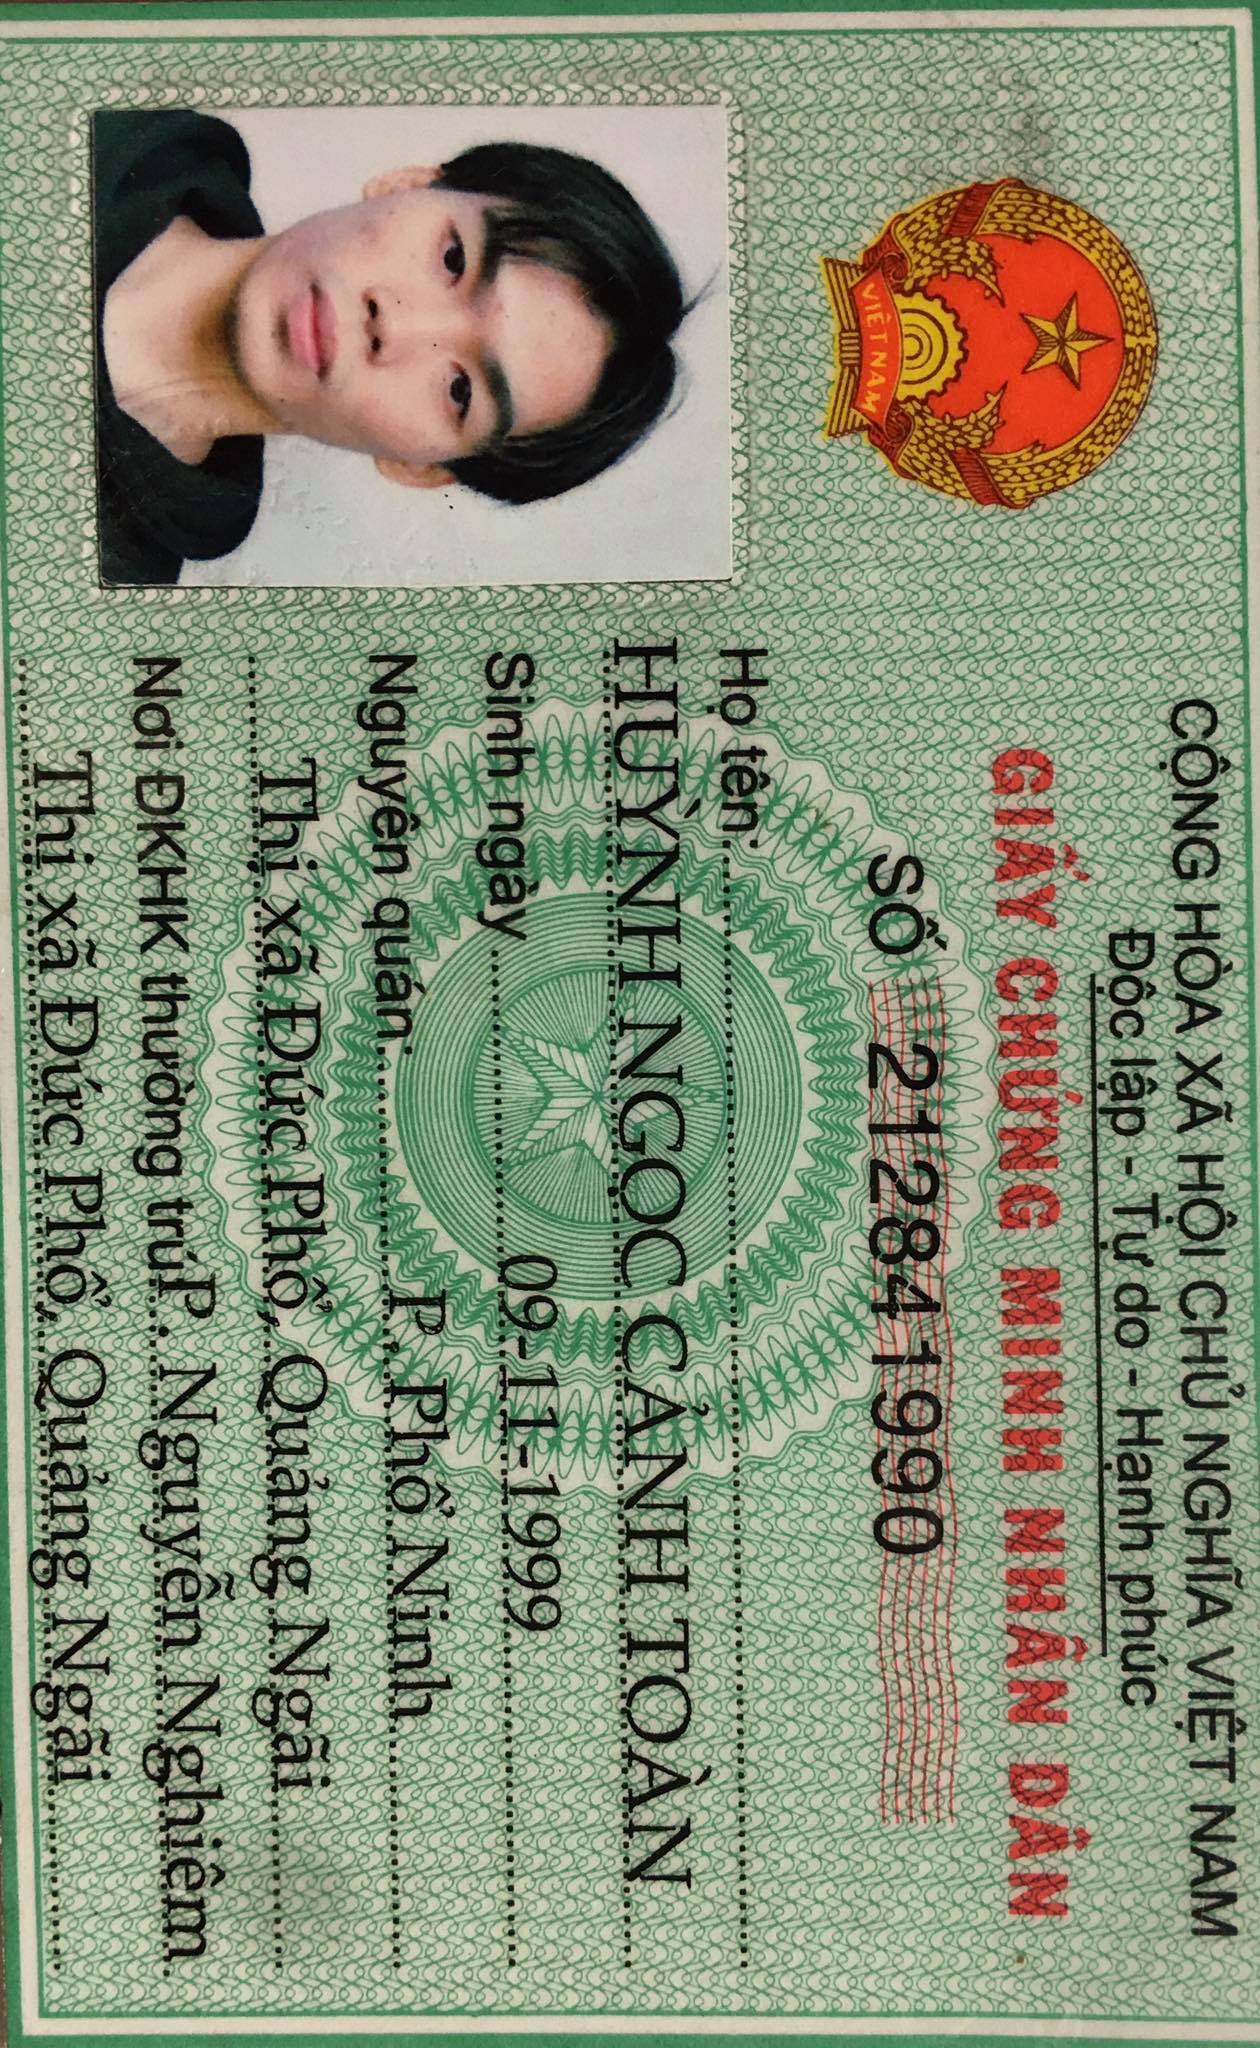 CỘNG HÒA XÃ HỘI CHỦ NGHĨA VIỆT NAM
Độc lập - Tự do - Hạnh phúc
GIẤY CHỨNG MINH NHÂN DÂN
SỐ 212841990
Họ tên
HUỲNH NGỌC CẢNH TOÀN
Sinh ngày 09-11-1999
Nguyên quán P. Phổ Ninh
Thị xã Đức Phổ, Quảng Ngãi
Nơi ĐKHK thường trú P. Nguyễn Nghiêm
Thị xã Đức Phổ, Quảng Ngãi
VIỆT NAM